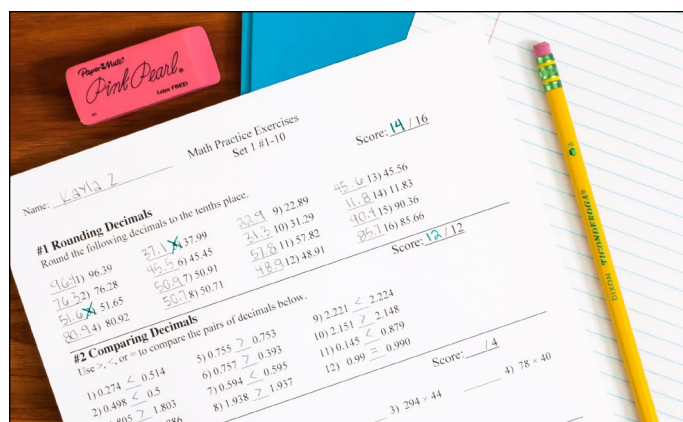 Paper Mate®
Pink Pearl®
Latex FREE!
DIXON TICONDEROGA®
Math Practice Exercises
Set 1 #1-10
Name: Kayla Z
Score: 14 / 16
#1 Rounding Decimals
Round the following decimals to the tenths place.
96.4 1) 96.39
76.3 2) 76.28
51.6 X 51.65
80.9 4) 80.92
37.1 X 37.99
45.5 6) 45.45
50.9 7) 50.91
50.7 8) 50.71
22.9 9) 22.89
31.3 10) 31.29
57.8 11) 57.82
48.9 12) 48.91
45.6 13) 45.56
11.8 14) 11.83
90.4 15) 90.36
85.7 16) 85.66
Score: 12 / 12
#2 Comparing Decimals
Use >, <, or = to compare the pairs of decimals below.
1) 0.274 < 0.514
2) 0.498 < 0.5
.805 > 1.803
5) 0.755 > 0.753
6) 0.757 > 0.393
7) 0.594 < 0.595
8) 1.938 > 1.937
9) 2.221 < 2.224
10) 2.151 > 2.148
11) 0.145 < 0.879
12) 0.99 = 0.990
Score: / 4
3) 294 × 44
4) 78 × 40